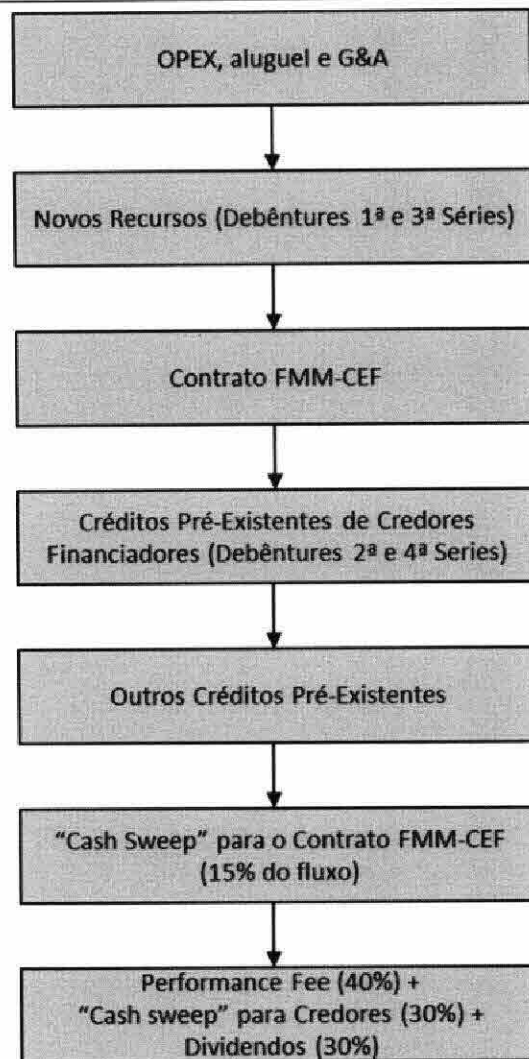 OPEX, aluguel e G&A
Novos Recursos (Debêntures 1ª e 3ª Séries)
Contrato FMM-CEF
Créditos Pré-Existentes de Credores
Financiadores (Debêntures 2ª e 4ª Series)
Outros Créditos Pré-Existentes
“Cash Sweep” para o Contrato FMM-CEF
(15% do fluxo)
Performance Fee (40%) +
“Cash sweep” para Credores (30%) +
Dividendos (30%)